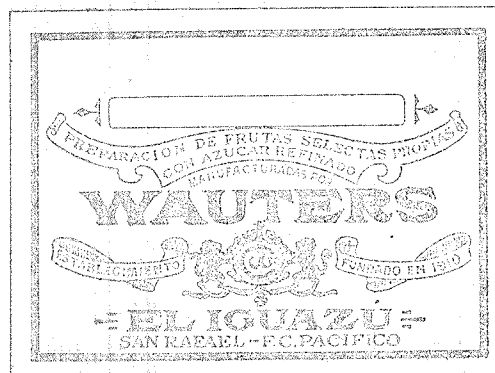 PREPARACION DE FRUTAS SELECTAS PROPIAS
CON AZUCAR REFINADO
MANUFACTURADAS POR
WAUTERS
ESTABLECIMIENTO
FUNDADO EN 1910
EL IGUAZU
SAN RAFAEL - F.C. PACIFICO